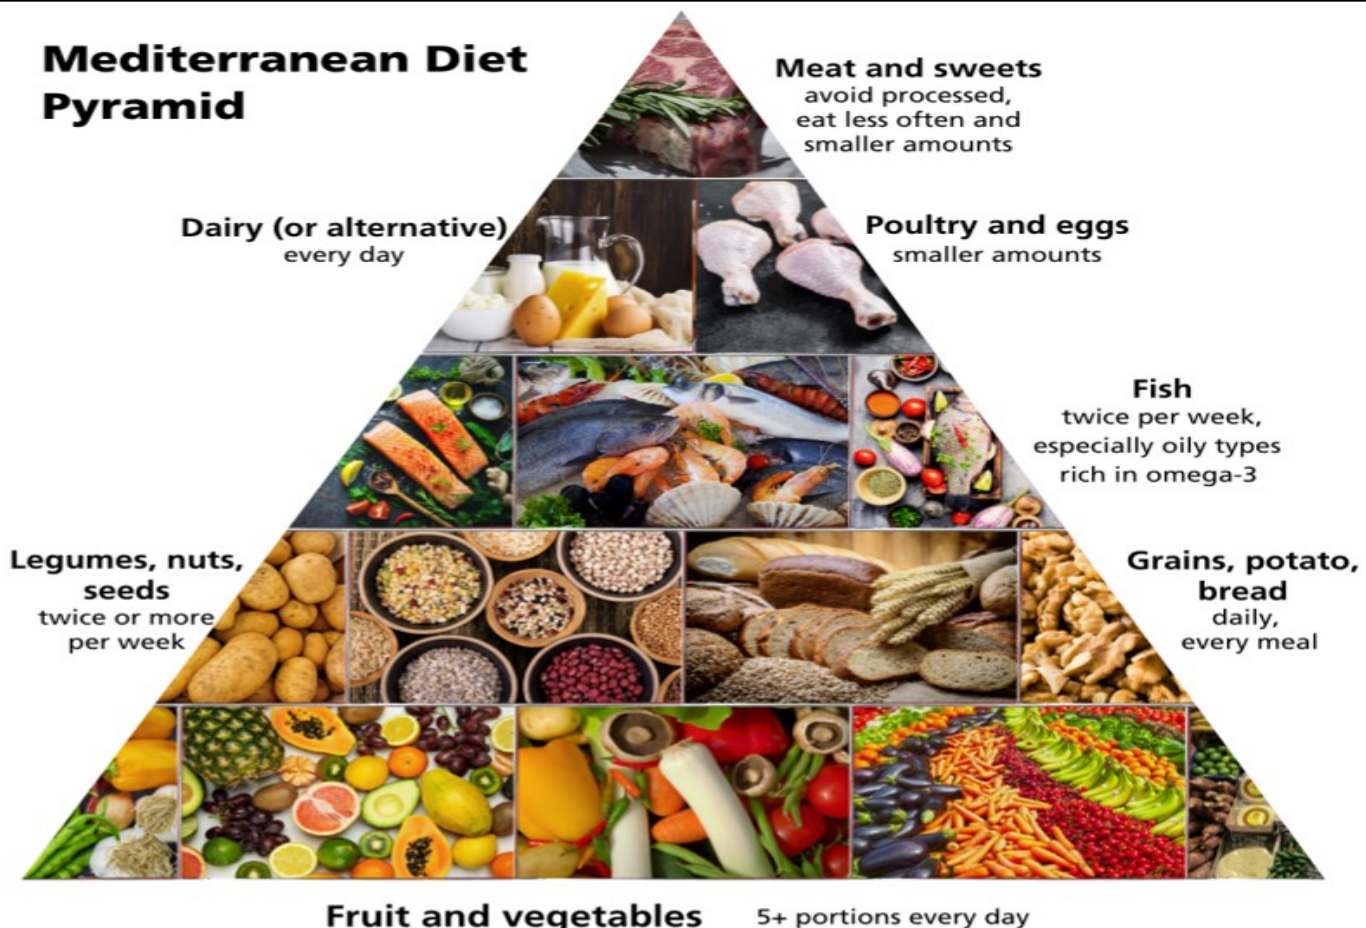 Mediterranean Diet
Pyramid
Meat and sweets
avoid processed,
eat less often and
smaller amounts
Dairy (or alternative)
every day
Poultry and eggs
smaller amounts
Fish
twice per week,
especially oily types
rich in omega-3
Legumes, nuts,
seeds
twice or more
per week
Grains, potato,
bread
daily,
every meal
Fruit and vegetables 5+ portions every day